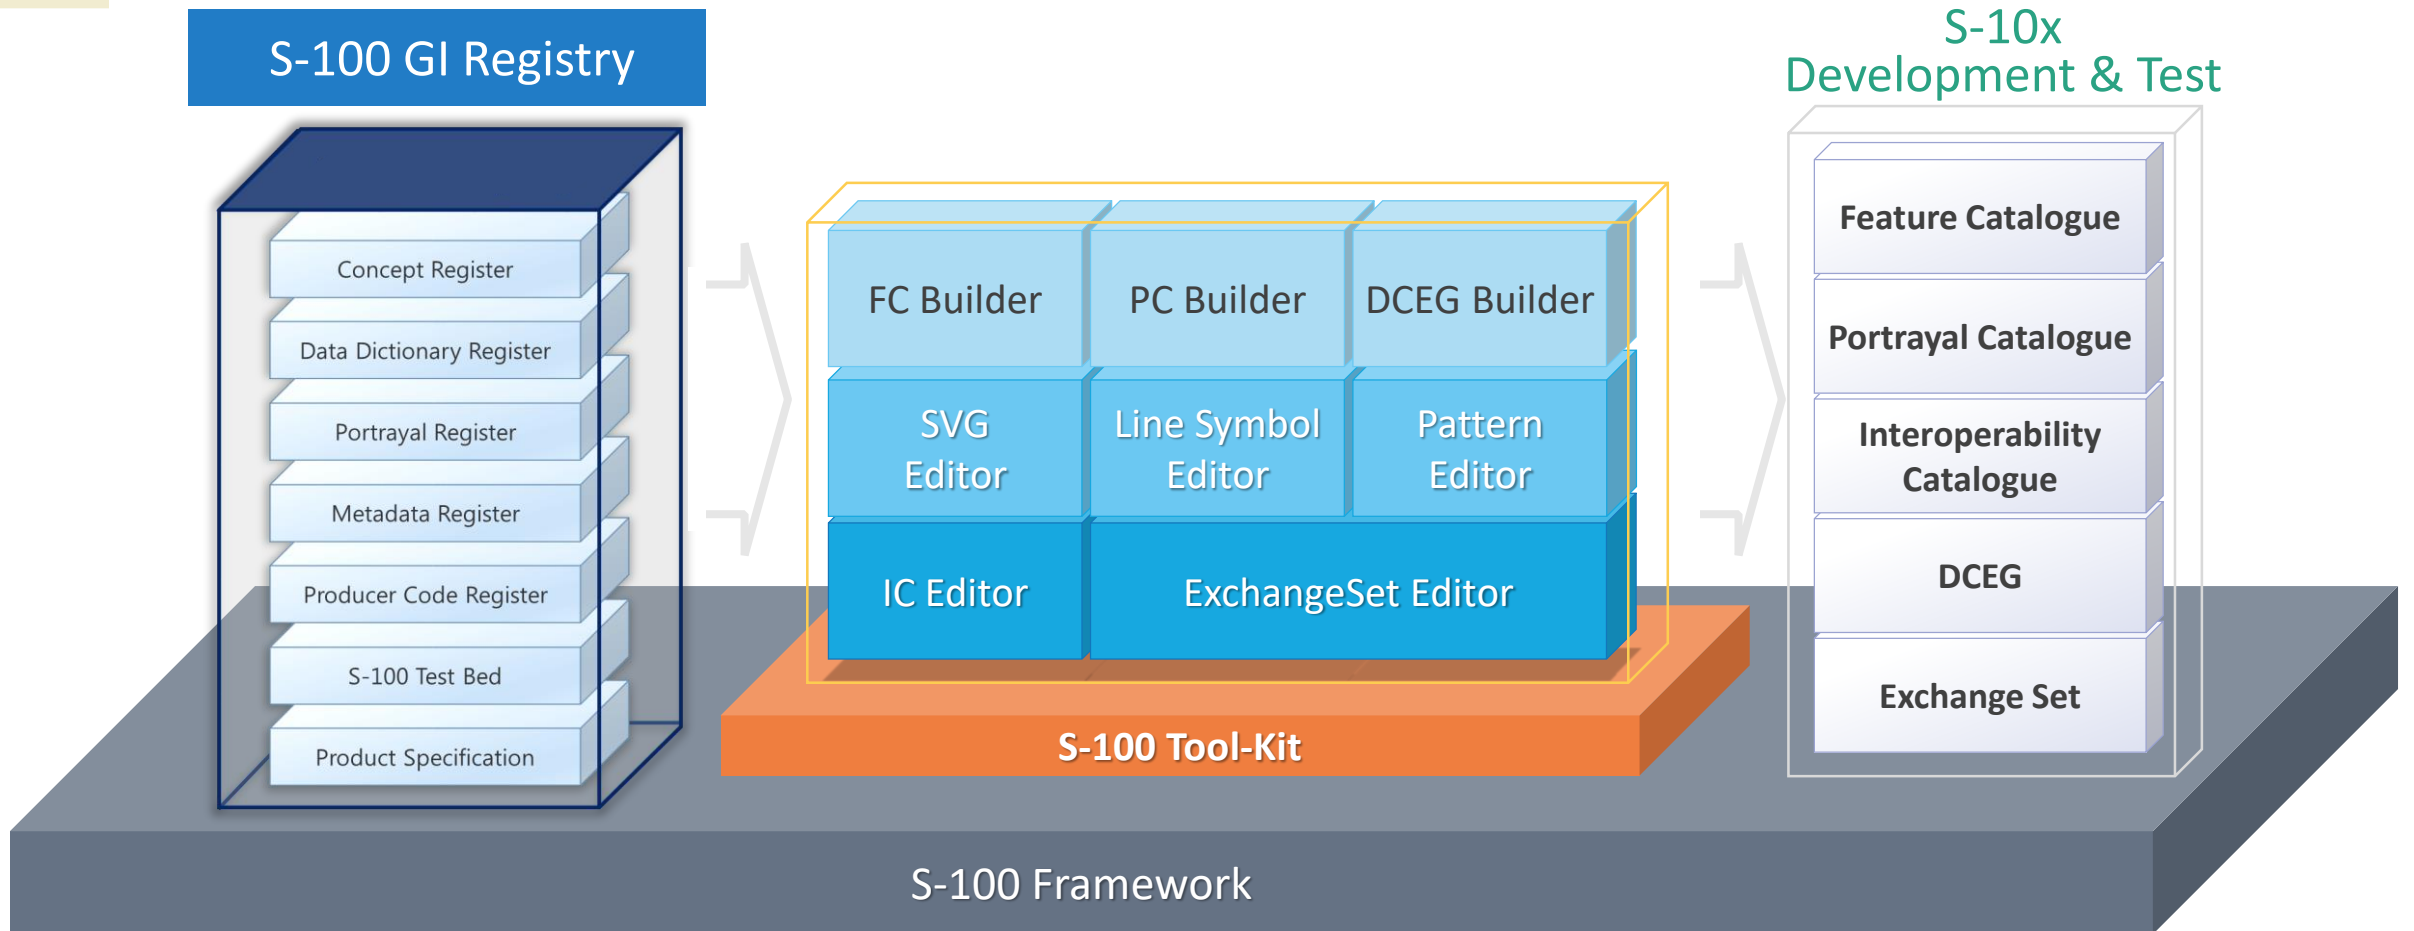 S-100 GI Registry
Concept Register
Data Dictionary Register
Portrayal Register
Metadata Register
Producer Code Register
S-100 Test Bed
Product Specification
FC Builder
PC Builder
DCEG Builder
SVG
Editor
Line Symbol
Editor
Pattern
Editor
IC Editor
ExchangeSet Editor
S-100 Tool-Kit
S-10x
Development & Test
Feature Catalogue
Portrayal Catalogue
Interoperability
Catalogue
DCEG
Exchange Set
S-100 Framework